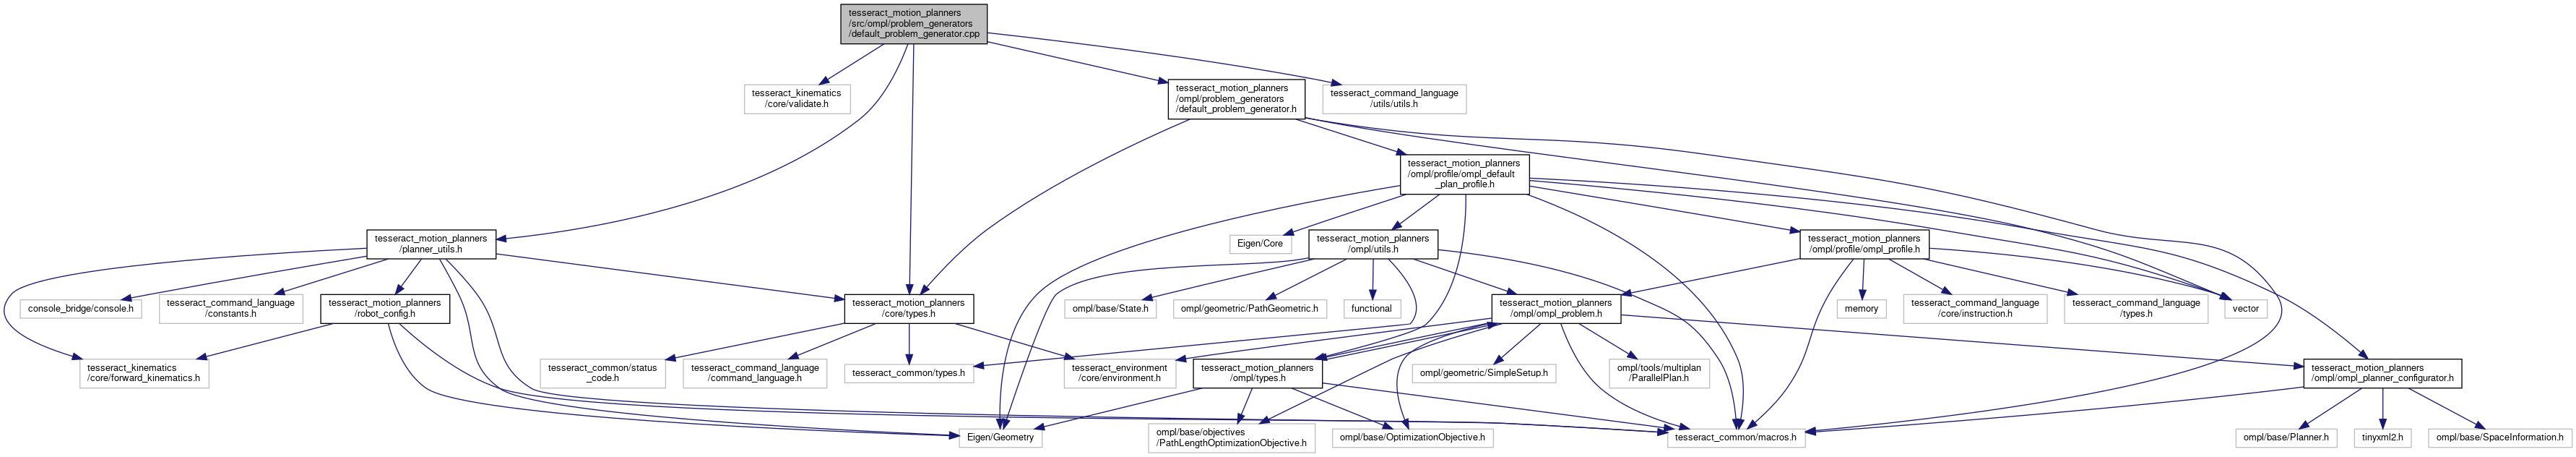 tesseract_motion_planners
/src/ompl/problem_generators
/default_problem_generator.cpp
tesseract_kinematics
/core/validate.h
tesseract_motion_planners
/ompl/problem_generators
/default_problem_generator.h
tesseract_command_language
/utils/utils.h
tesseract_motion_planners
/ompl/profile/ompl_default
_plan_profile.h
tesseract_motion_planners
/planner_utils.h
Eigen/Core
tesseract_motion_planners
/ompl/utils.h
tesseract_motion_planners
/ompl/profile/ompl_profile.h
console_bridge/console.h
tesseract_command_language
/constants.h
tesseract_motion_planners
/robot_config.h
tesseract_motion_planners
/core/types.h
ompl/base/State.h
ompl/geometric/PathGeometric.h
functional
tesseract_motion_planners
/ompl/ompl_problem.h
memory
tesseract_command_language
/core/instruction.h
tesseract_command_language
/types.h
vector
tesseract_kinematics
/core/forward_kinematics.h
tesseract_common/status
_code.h
tesseract_command_language
/command_language.h
tesseract_common/types.h
tesseract_environment
/core/environment.h
tesseract_motion_planners
/ompl/types.h
ompl/geometric/SimpleSetup.h
ompl/tools/multiplan
/ParallelPlan.h
tesseract_motion_planners
/ompl/ompl_planner_configurator.h
Eigen/Geometry
ompl/base/objectives
/PathLengthOptimizationObjective.h
ompl/base/OptimizationObjective.h
tesseract_common/macros.h
ompl/base/Planner.h
tinyxml2.h
ompl/base/SpaceInformation.h